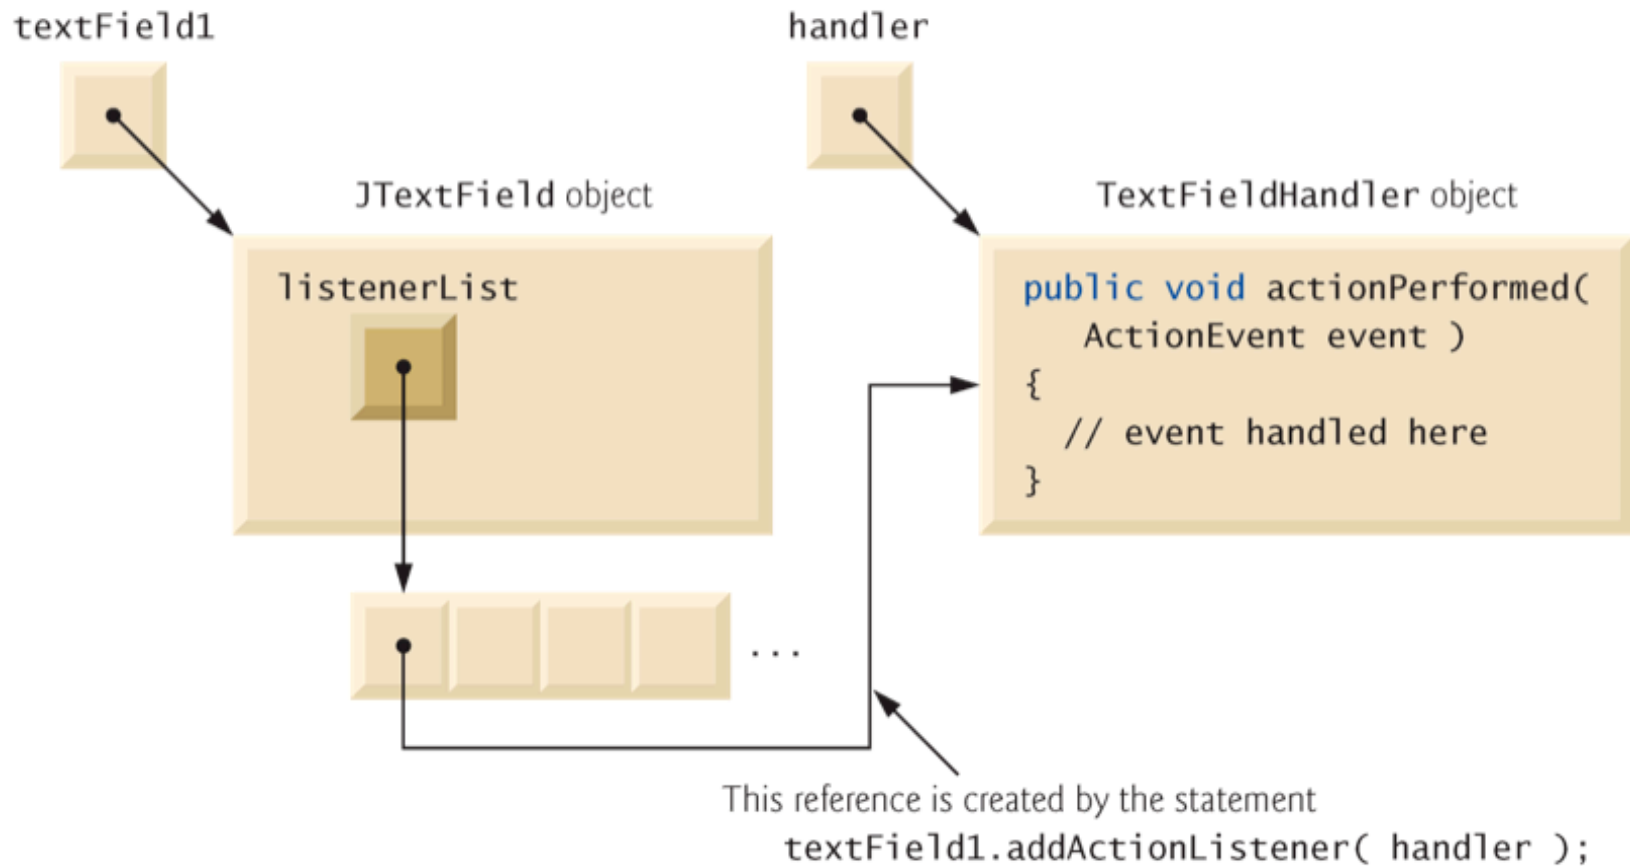 textField1
handler
JTextField object
TextFieldHandler object
listenerList
public void actionPerformed(
ActionEvent event )
{
// event handled here
}
...
This reference is created by the statement
textField1.addActionListener( handler );